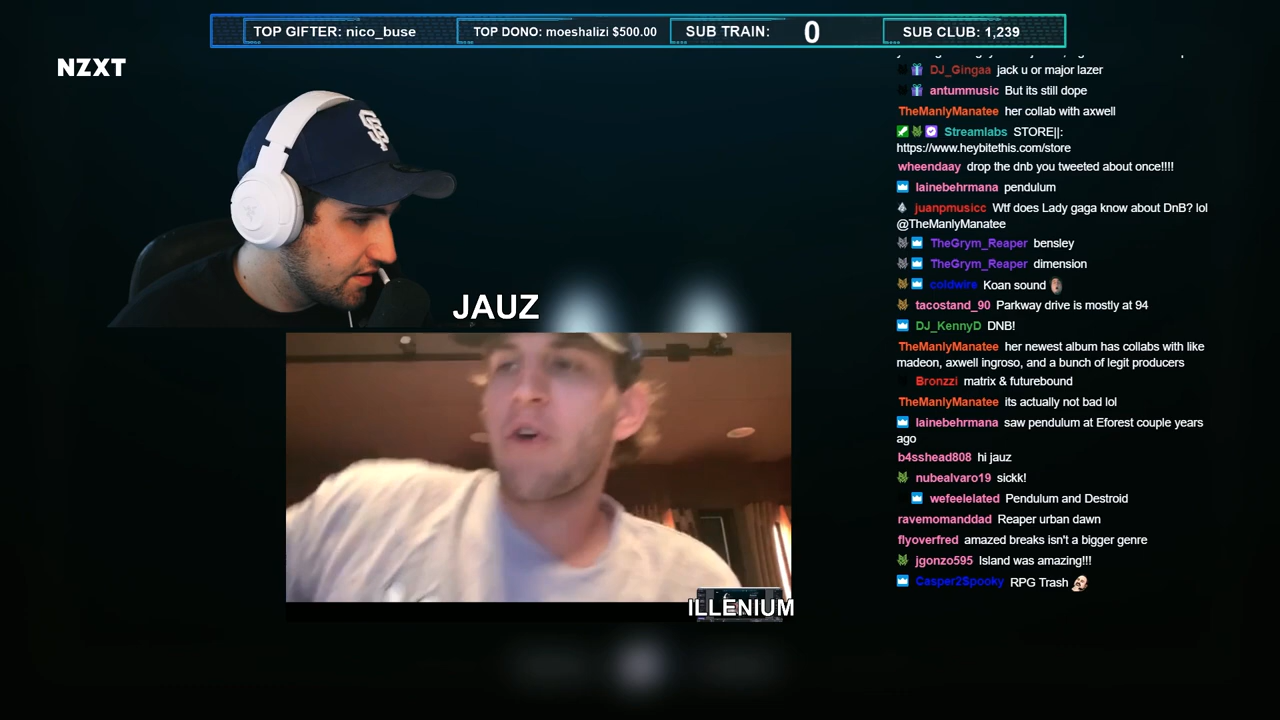 TOP GIFTER: nico_buse
TOP DONO: moeshalizi $500.00
SUB TRAIN: 0
SUB CLUB: 1,239
NZXT
SF
JAUZ
ILLENIUM
DJ_Gingaa jack u or major lazer
antummusic But its still dope
TheManlyManatee her collab with axwell
Streamlabs STORE||:
https://www.heybitethis.com/store
wheendaay drop the dnb you tweeted about once!!!!
lainebehrmana pendulum
juanpmusicc Wtf does Lady gaga know about DnB? lol
@TheManlyManatee
TheGrym_Reaper bensley
TheGrym_Reaper dimension
coldwire Koan sound
tacostand_90 Parkway drive is mostly at 94
DJ_KennyD DNB!
TheManlyManatee her newest album has collabs with like
madeon, axwell ingroso, and a bunch of legit producers
Bronzzi matrix & futurebound
TheManlyManatee its actually not bad lol
lainebehrmana saw pendulum at Eforest couple years
ago
b4sshead808 hi jauz
nubealvaro19 sickk!
wefeelelated Pendulum and Destroid
ravemomanddad Reaper urban dawn
flyoverfred amazed breaks isn't a bigger genre
jgonzo595 Island was amazing!!!
Casper2Spooky RPG Trash